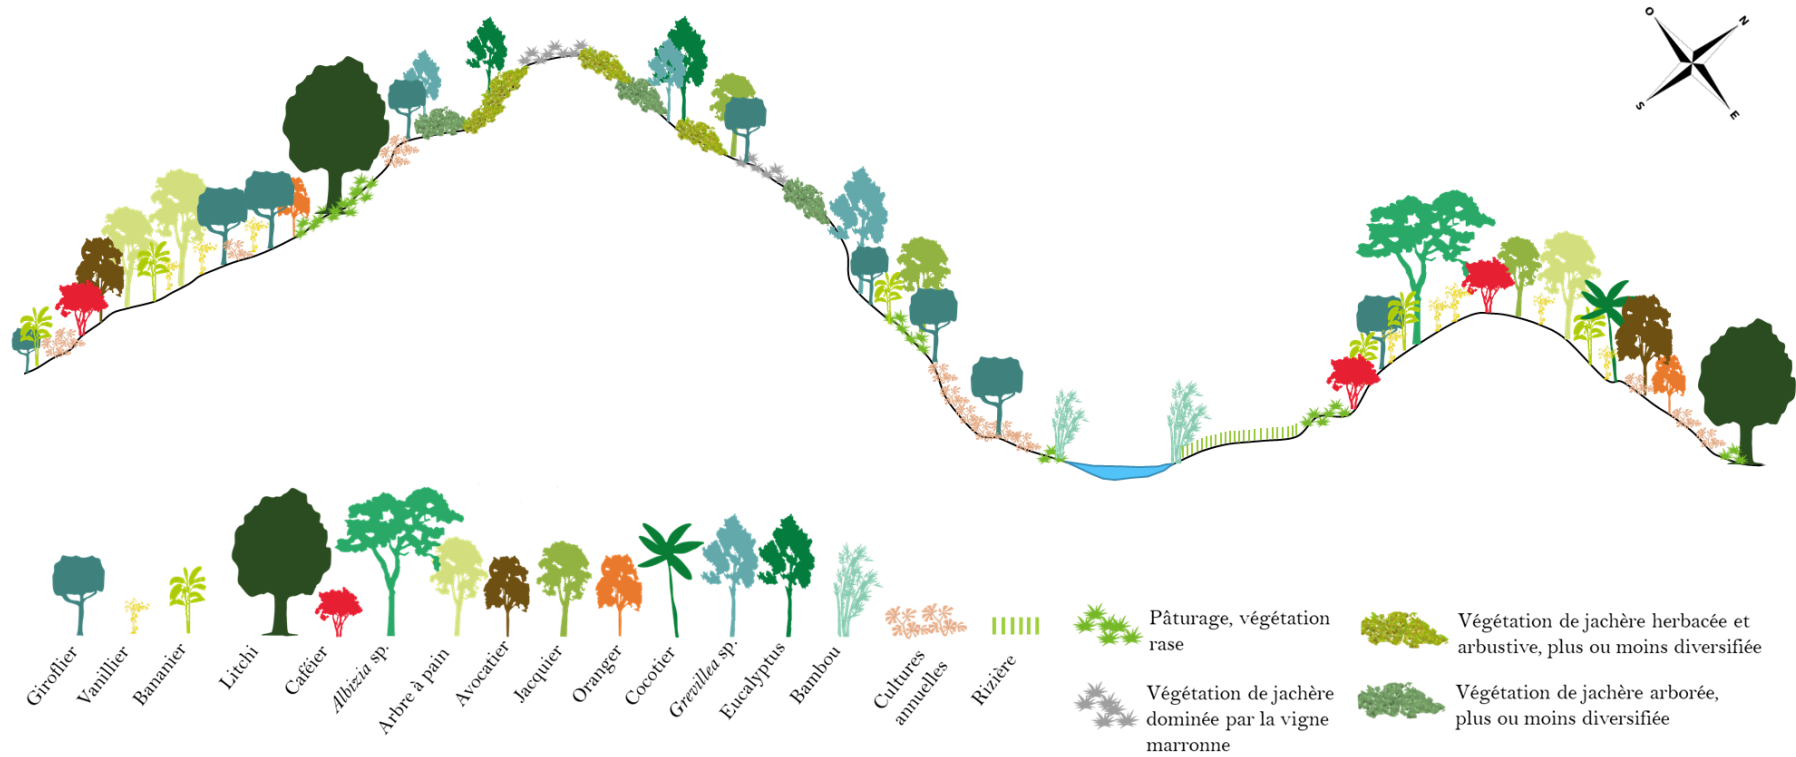 O
N
S
E
Giroflier
Vanillier
Bananier
Litchi
Caféier
Albizia sp.
Arbre à pain
Avocatier
Jacquier
Oranger
Cocotier
Grevillea sp.
Eucalyptus
Bambou
Cultures
annuelles
Rizière
Pâturage, végétation
rase
Végétation de jachère
dominée par la vigne
marronne
Végétation de jachère herbacée et
arbustive, plus ou moins diversifiée
Végétation de jachère arborée,
plus ou moins diversifiée